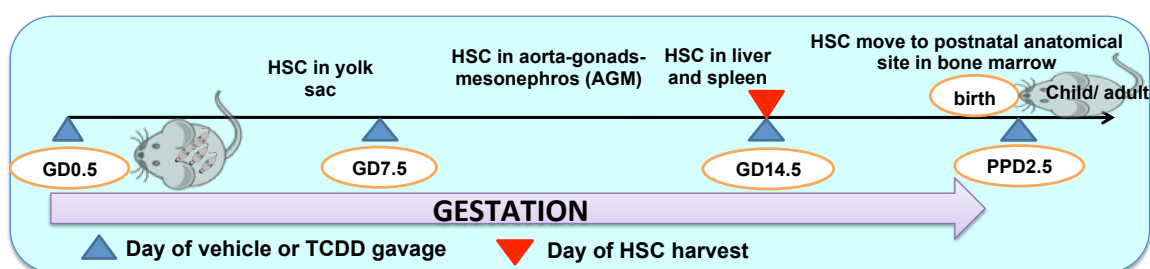 HSC in yolk
sac
HSC in aorta-gonads-
mesonephros (AGM)
HSC in liver
and spleen
HSC move to postnatal anatomical
site in bone marrow
birth
Child/ adult
GD0.5
GD7.5
GD14.5
PPD2.5
GESTATION
Day of vehicle or TCDD gavage
Day of HSC harvest